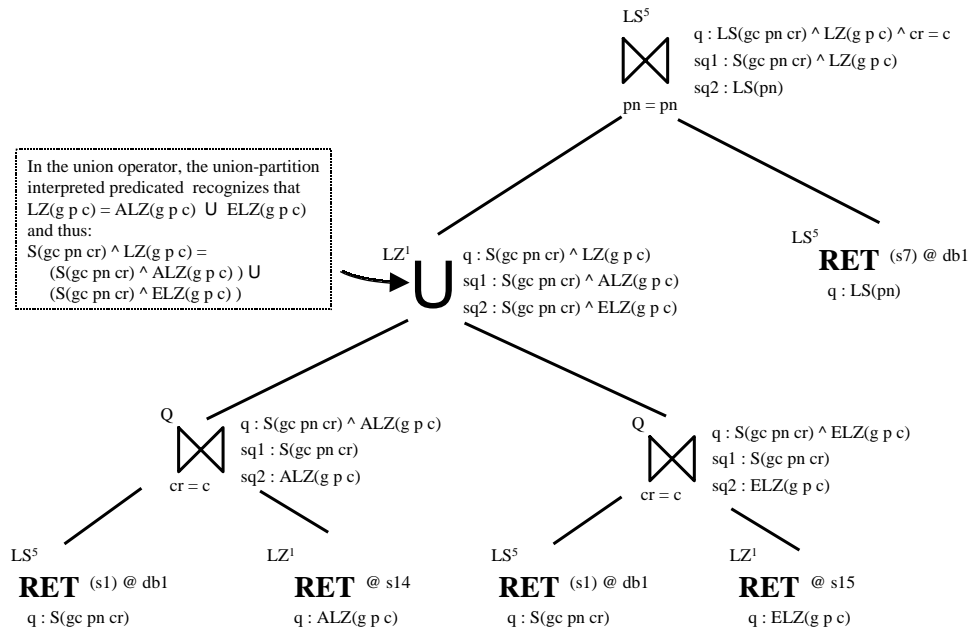 LS⁵
q : LS(gc pn cr) ^ LZ(g p c) ^ cr = c
sq1 : S(gc pn cr) ^ LZ(g p c)
sq2 : LS(pn)
pn = pn
In the union operator, the union-partition
interpreted predicated recognizes that
LZ(g p c) = ALZ(g p c) U ELZ(g p c)
and thus:
S(gc pn cr) ^ LZ(g p c) =
(S(gc pn cr) ^ ALZ(g p c) ) U
(S(gc pn cr) ^ ELZ(g p c) )
LZ¹
U
q : S(gc pn cr) ^ LZ(g p c)
sq1 : S(gc pn cr) ^ ALZ(g p c)
sq2 : S(gc pn cr) ^ ELZ(g p c)
LS⁵
RET (s7) @ db1
q : LS(pn)
Q
q : S(gc pn cr) ^ ALZ(g p c)
sq1 : S(gc pn cr)
sq2 : ALZ(g p c)
cr = c
Q
q : S(gc pn cr) ^ ELZ(g p c)
sq1 : S(gc pn cr)
sq2 : ELZ(g p c)
cr = c
LS⁵
RET (s1) @ db1
q : S(gc pn cr)
LZ¹
RET @ s14
q : ALZ(g p c)
LS⁵
RET (s1) @ db1
q : S(gc pn cr)
LZ¹
RET @ s15
q : ELZ(g p c)